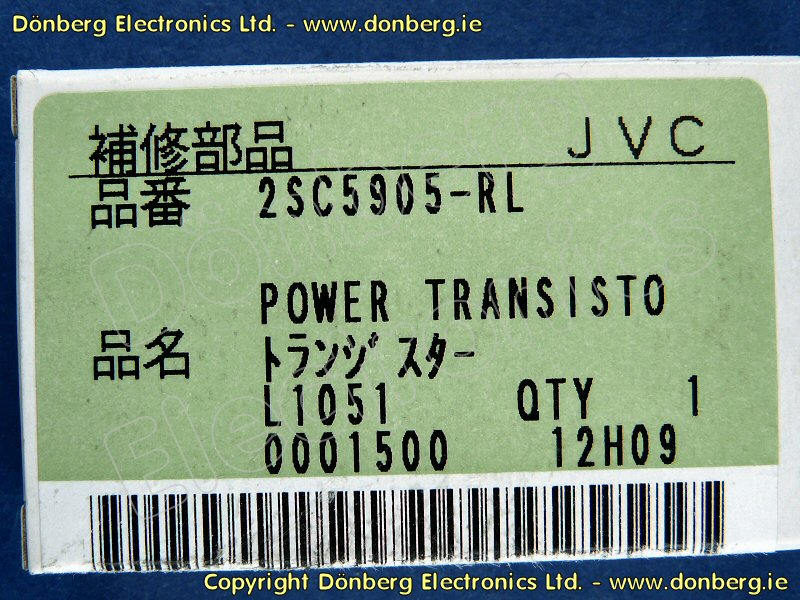 Dönberg Electronics Ltd. - www.donberg.ie
補修部品 JVC
品番 2SC5905-RL
POWER TRANSISTO
品名 ﾄﾗﾝｼﾞｽﾀｰ
L1051 QTY 1
0001500 12H09
Dönberg
Electronics
Copyright Dönberg Electronics Ltd. - www.donberg.ie